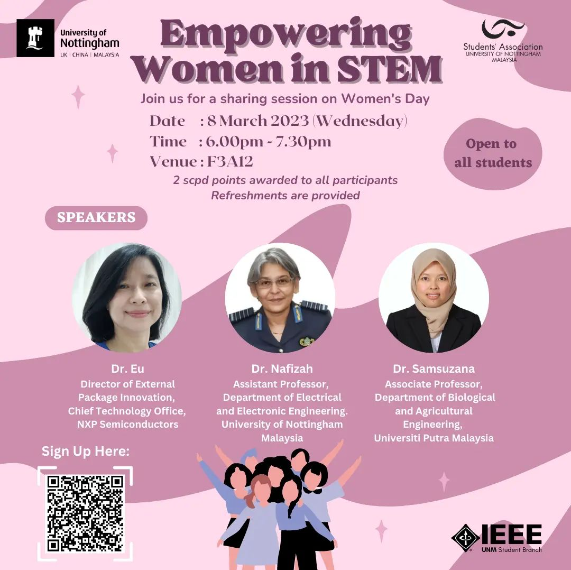 University of
Nottingham
UK | CHINA | MALAYSIA
Empowering
Women in STEM
Students' Association
UNIVERSITY OF NOTTINGHAM
MALAYSIA
Join us for a sharing session on Women's Day
Date : 8 March 2023 (Wednesday)
Time : 6.00pm - 7.30pm
Venue : F3A12
Open to
all students
2 scpd points awarded to all participants
Refreshments are provided
SPEAKERS
Dr. Eu
Director of External
Package Innovation,
Chief Technology Office,
NXP Semiconductors
Dr. Nafizah
Assistant Professor,
Department of Electrical
and Electronic Engineering.
University of Nottingham
Malaysia
Dr. Samsuzana
Associate Professor,
Department of Biological
and Agricultural
Engineering,
Universiti Putra Malaysia
Sign Up Here:
IEEE
UNM Student Branch